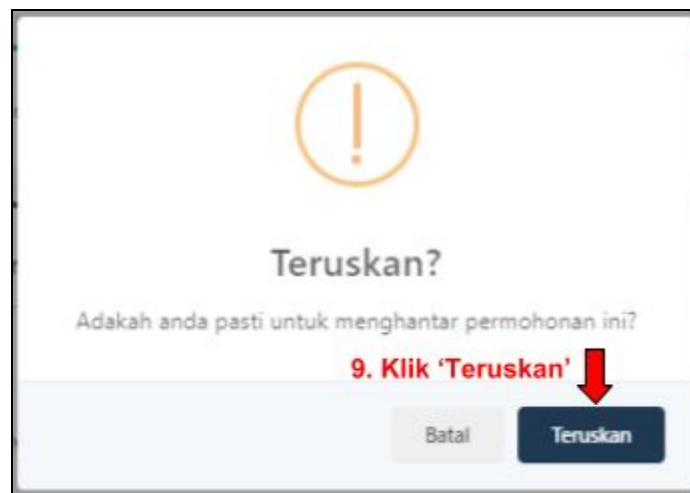 Teruskan?
Adakah anda pasti untuk menghantar permohonan ini?
9. Klik ‘Teruskan’
Batal
Teruskan